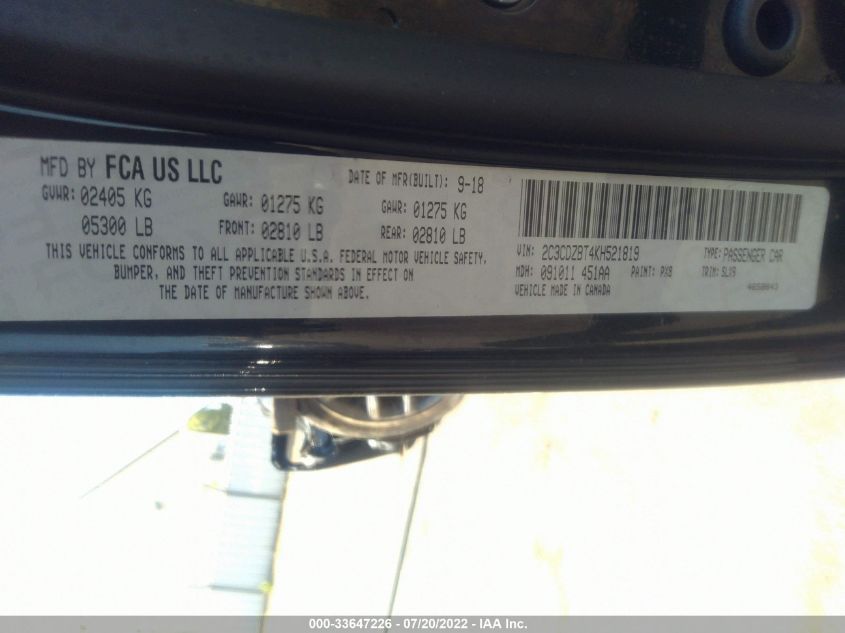 MFD BY FCA US LLC
DATE OF MFR(BUILT): 9-18
GVWR: 02405 KG
GAWR: 01275 KG
GAWR: 01275 KG
05300 LB
FRONT: 02810 LB
REAR: 02810 LB
THIS VEHICLE CONFORMS TO ALL APPLICABLE U.S.A. FEDERAL MOTOR VEHICLE SAFETY,
BUMPER, AND THEFT PREVENTION STANDARDS IN EFFECT ON
THE DATE OF MANUFACTURE SHOWN ABOVE.
VIN: 2C3CDZBT4KH521819
TYPE: PASSENGER CAR
MDH: 091011 451AA
PAINT: PX8
TRIM: SLX9
VEHICLE MADE IN CANADA
000-33647226 - 07/20/2022 - IAA Inc.